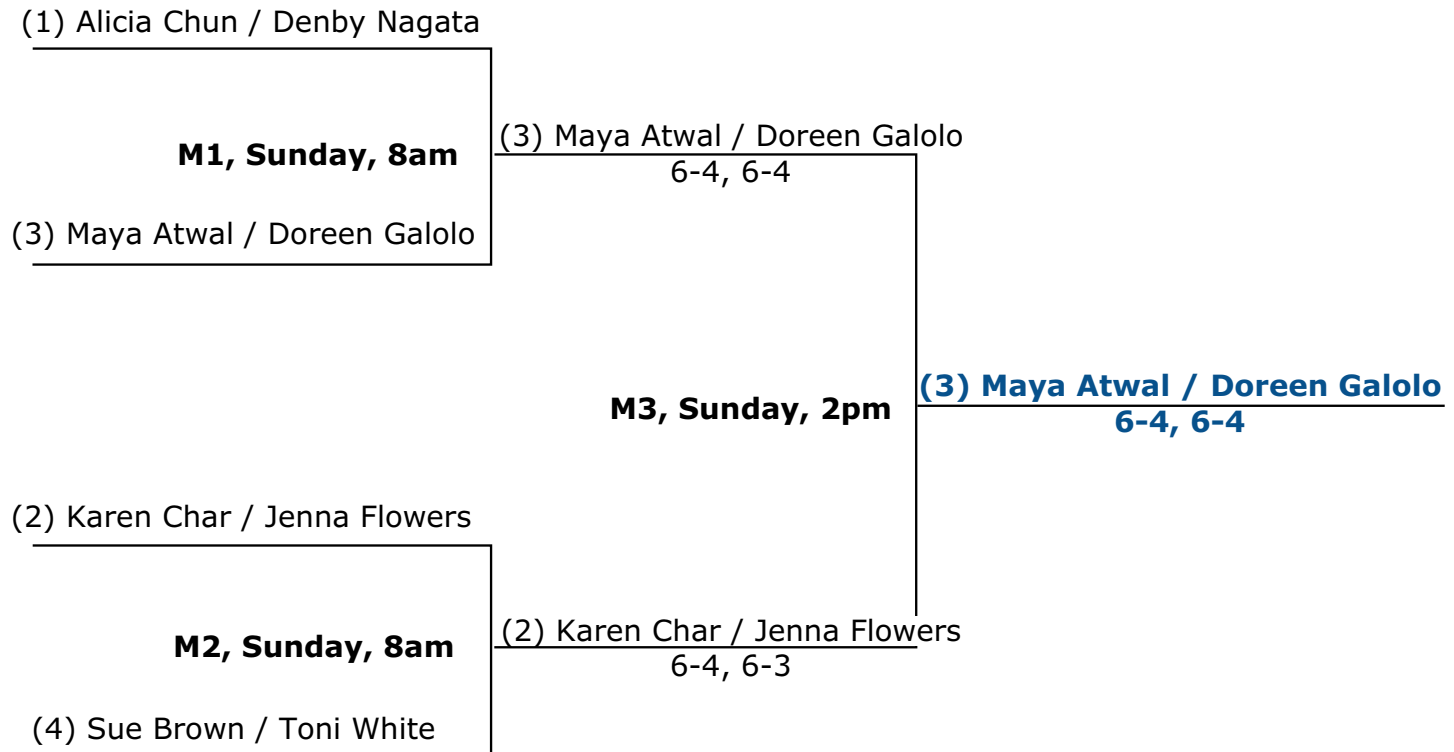 (1) Alicia Chun / Denby Nagata
M1, Sunday, 8am
(3) Maya Atwal / Doreen Galolo
6-4, 6-4
(3) Maya Atwal / Doreen Galolo
M3, Sunday, 2pm
(3) Maya Atwal / Doreen Galolo
6-4, 6-4
(2) Karen Char / Jenna Flowers
M2, Sunday, 8am
(2) Karen Char / Jenna Flowers
6-4, 6-3
(4) Sue Brown / Toni White